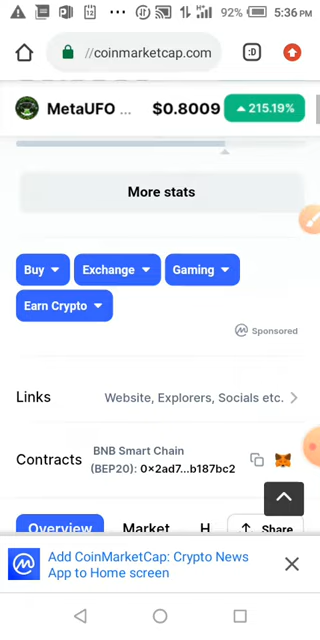 92% 5:36 PM
//coinmarketcap.com :D
MetaUFO ... $0.8009 215.19%
More stats
Buy Exchange Gaming
Earn Crypto
Sponsored
Links Website, Explorers, Socials etc.
Contracts BNB Smart Chain
(BEP20): 0x2ad7...b187bc2
Overview Market H Share
Add CoinMarketCap: Crypto News
App to Home screen